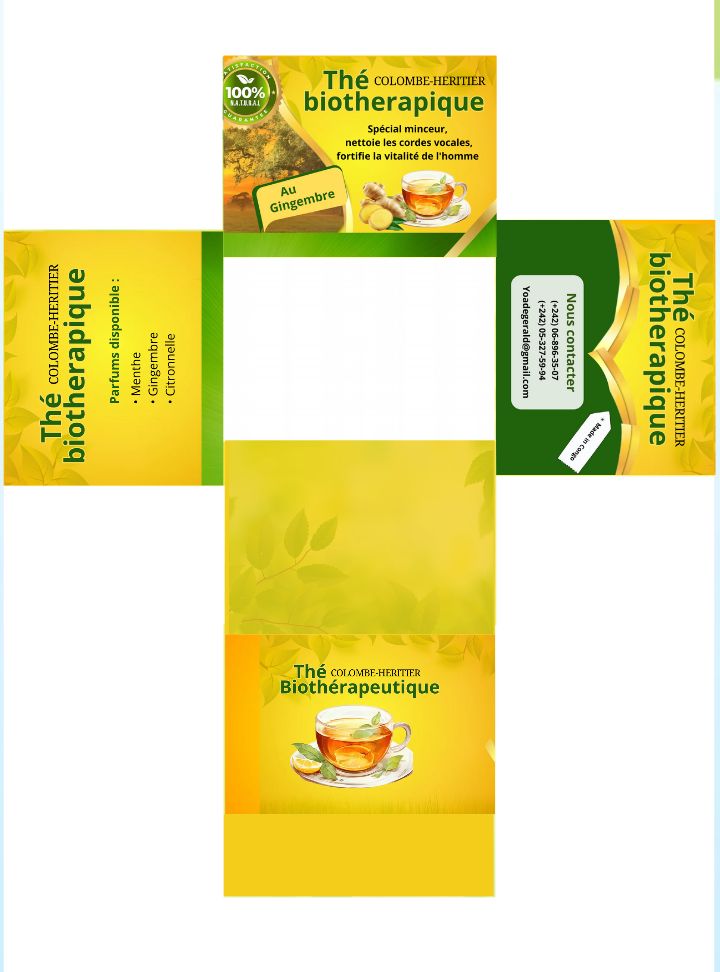 SATISFACTION
100%
N.A.T.U.R.A.L
GUARANTEE
Thé COLOMBE-HERITIER
biotherapique
Spécial minceur,
nettoie les cordes vocales,
fortifie la vitalité de l'homme
Au
Gingembre
Thé COLOMBE-HERITIER
biotherapique
Parfums disponible :
• Menthe
• Gingembre
• Citronnelle
Thé COLOMBE-HERITIER
biotherapique
Nous contacter
(+242) 06-896-35-07
(+242) 05-327-59-94
Yoadegerald@gmail.com
* Made in Congo
Thé COLOMBE-HERITIER
Biothérapeutique